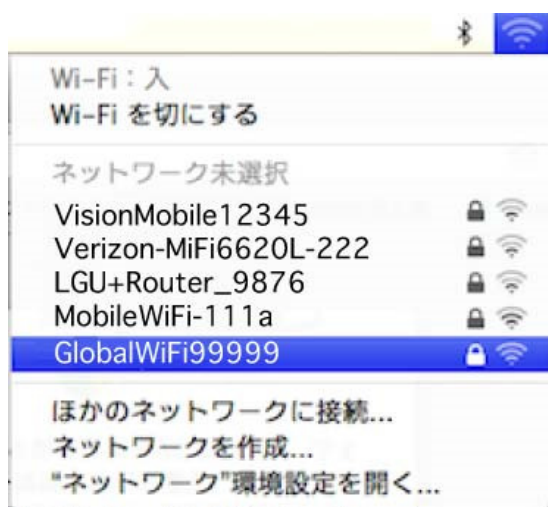 Wi-Fi：入
Wi-Fi を切にする
ネットワーク未選択
VisionMobile12345
Verizon-MiFi6620L-222
LGU+Router_9876
MobileWiFi-111a
GlobalWiFi99999
ほかのネットワークに接続...
ネットワークを作成...
“ネットワーク”環境設定を開く...